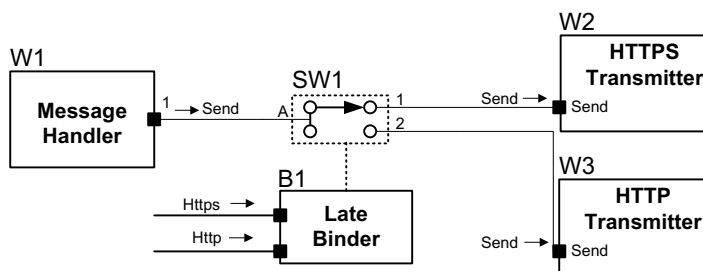 W2
HTTPS
Transmitter
Send
Send
W1
Message
Handler
1
Send
SW1
A
1
2
W3
HTTP
Transmitter
Send
Send
B1
Late
Binder
Https
Http